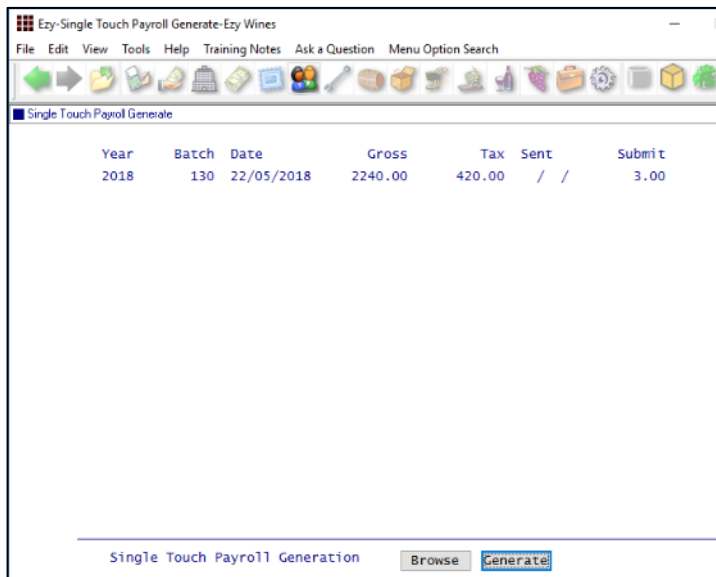 Ezy-Single Touch Payroll Generate-Ezy Wines
File Edit View Tools Help Training Notes Ask a Question Menu Option Search
Single Touch Payroll Generate
Year Batch Date Gross Tax Sent Submit
2018 130 22/05/2018 2240.00 420.00 / / 3.00
Single Touch Payroll Generation Browse Generate